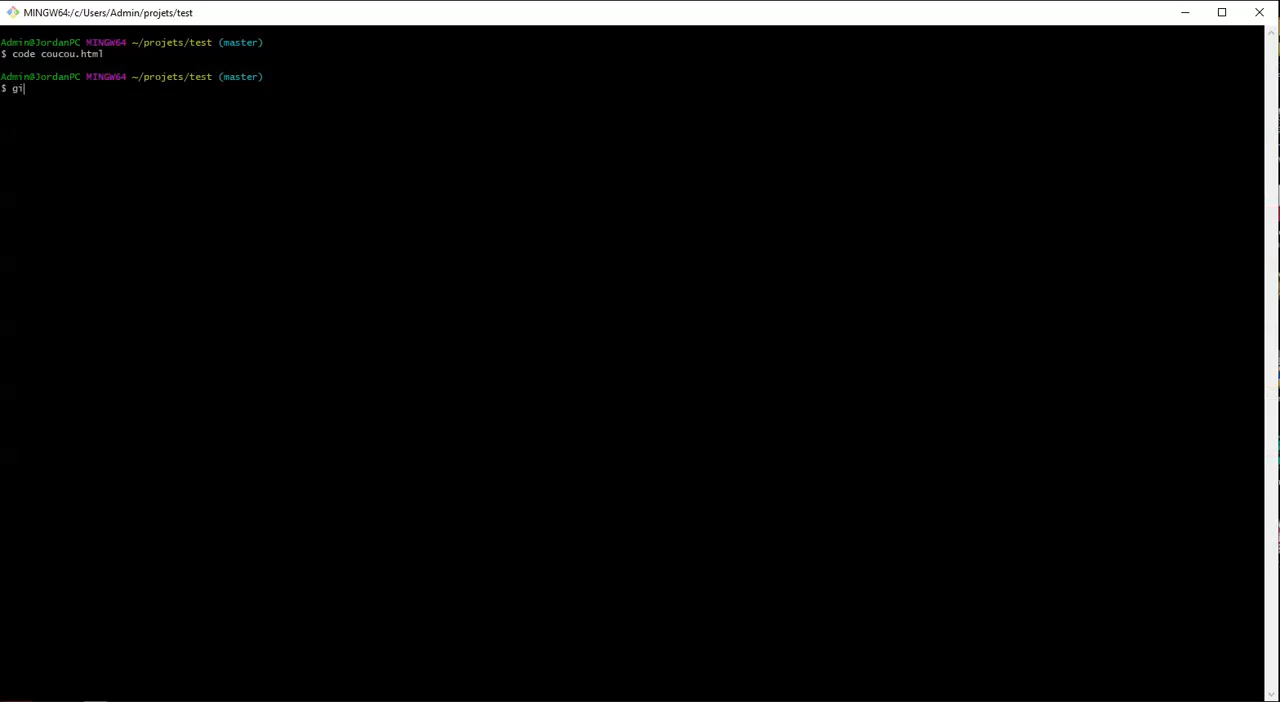 MINGW64:/c/Users/Admin/projets/test
Admin@JordanPC MINGW64 ~/projets/test (master)
$ code coucou.html
Admin@JordanPC MINGW64 ~/projets/test (master)
$ gi